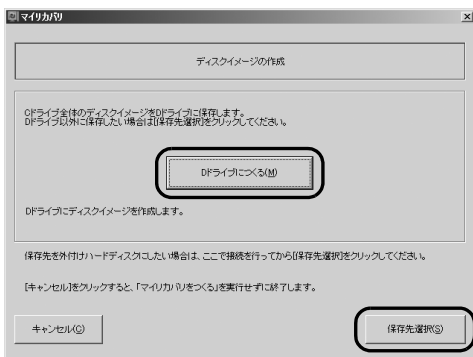 マイリカバリ
ディスクイメージの作成
Cドライブ全体のディスクイメージをDドライブに保存します。
Dドライブ以外に保存したい場合は[保存先選択]をクリックしてください。
Dドライブにつくる(M)
Dドライブにディスクイメージを作成します。
保存先を外付けハードディスクにしたい場合は、ここで接続を行ってから[保存先選択]をクリックしてください。
[キャンセル]をクリックすると、「マイリカバリをつくる」を実行せずに終了します。
キャンセル(C)
保存先選択(S)